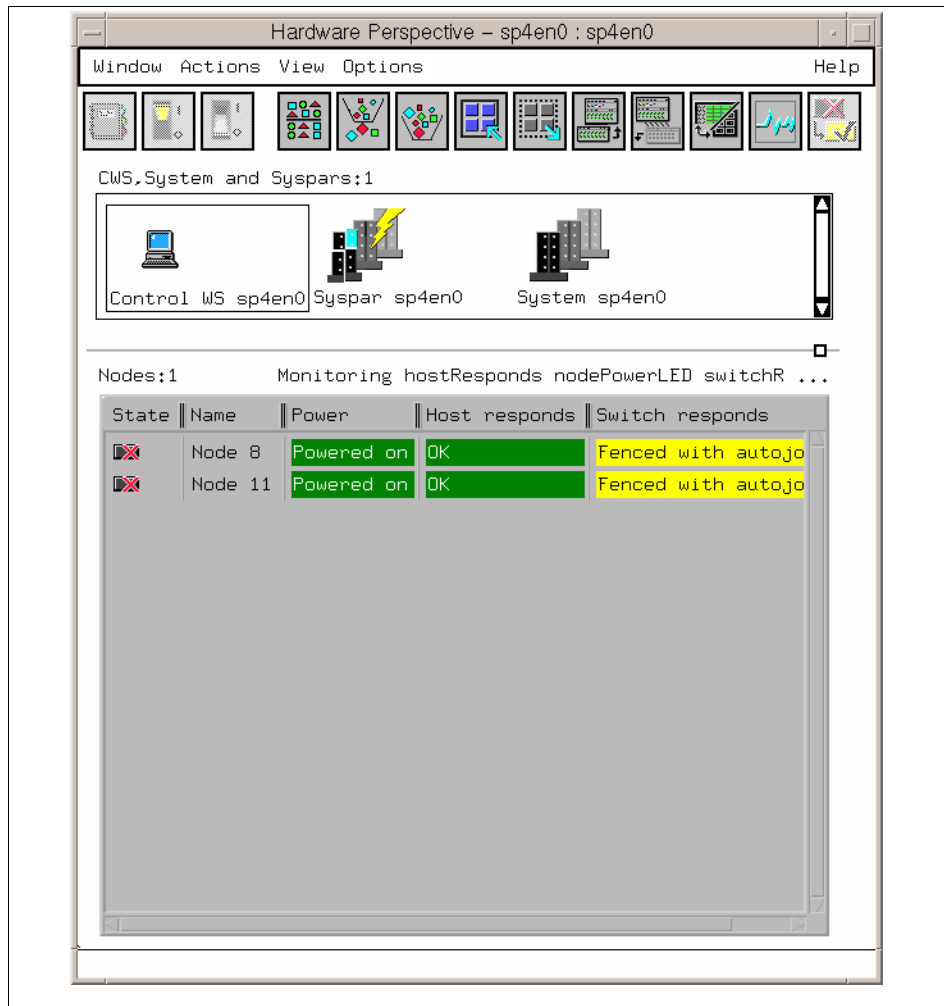 Hardware Perspective – sp4en0 : sp4en0
Window Actions View Options Help
CWS,System and Syspars:1
Control WS sp4en0 Syspar sp4en0 System sp4en0
Nodes:1 Monitoring hostResponds nodePowerLED switchR ...
State Name Power Host responds Switch responds
Node 8 Powered on OK Fenced with autojo
Node 11 Powered on OK Fenced with autojo